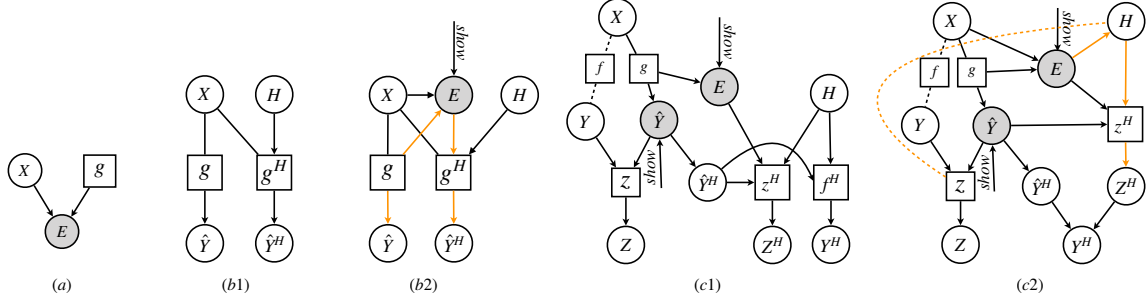 X g E
(a)
X H
g g^H
Ŷ Ŷ^H
(b1)
show
X E H
g g^H
Ŷ Ŷ^H
(b2)
show
X
f g E
Y Ŷ H
show
z Ŷ^H z^H f^H
Z Z^H Y^H
(c1)
show
X H
f g E
Y Ŷ z^H
show
z Ŷ^H Z^H
Z Y^H
(c2)